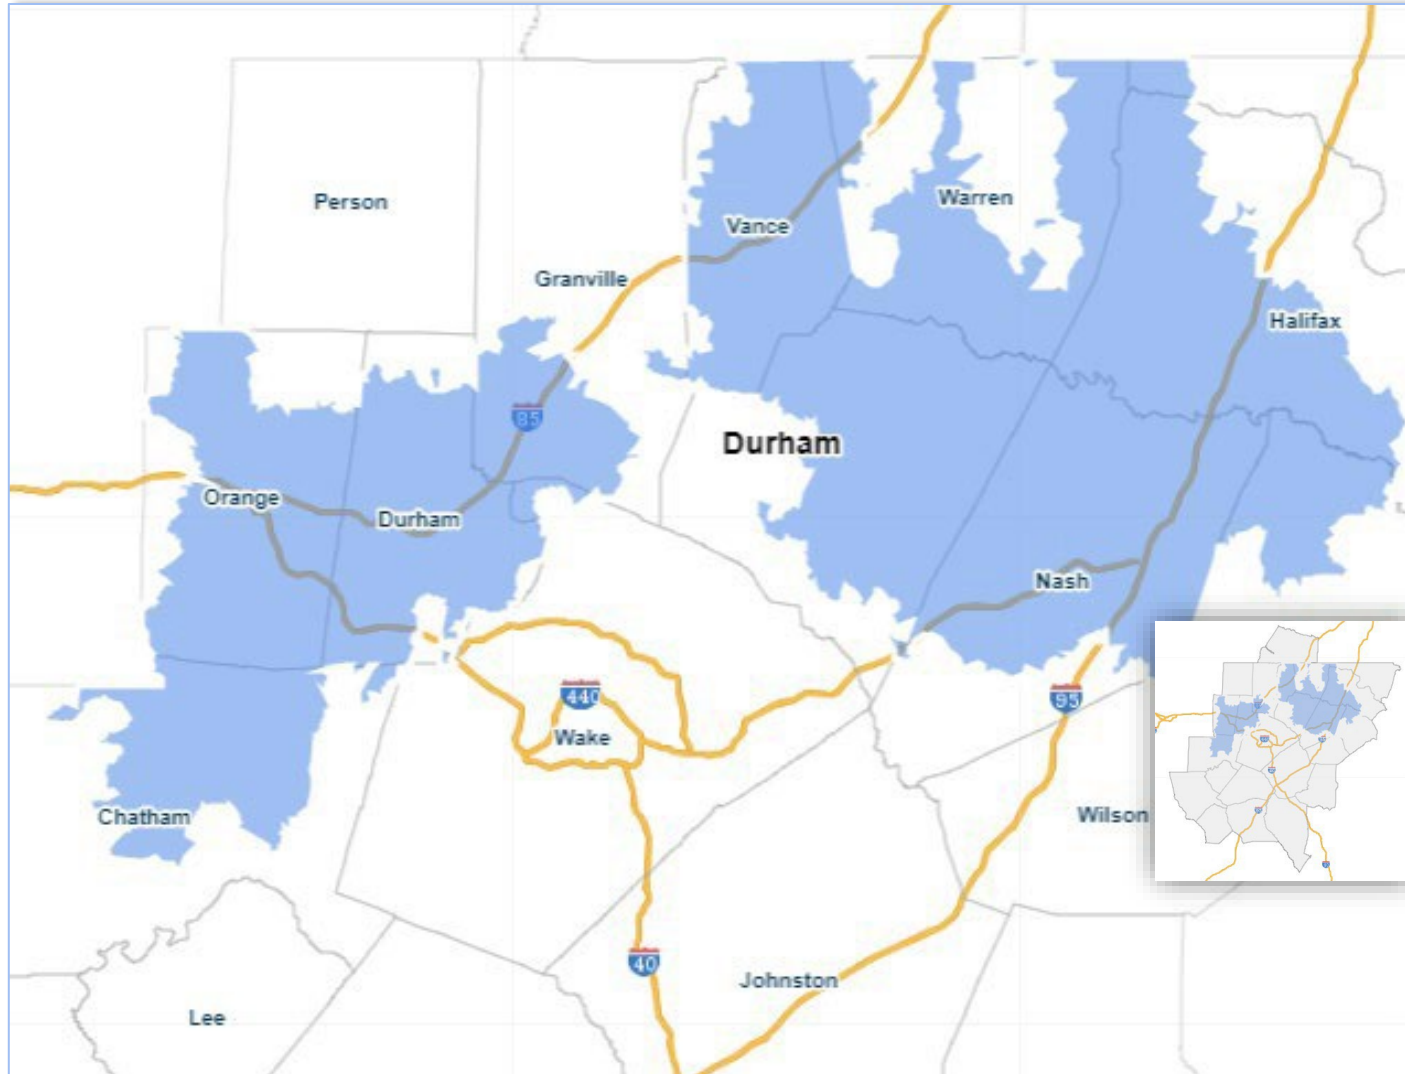 Person
Warren
Vance
Granville
Halifax
85
Durham
Orange
Durham
Nash
440
95
Wake
Chatham
Wilson
40
Johnston
Lee